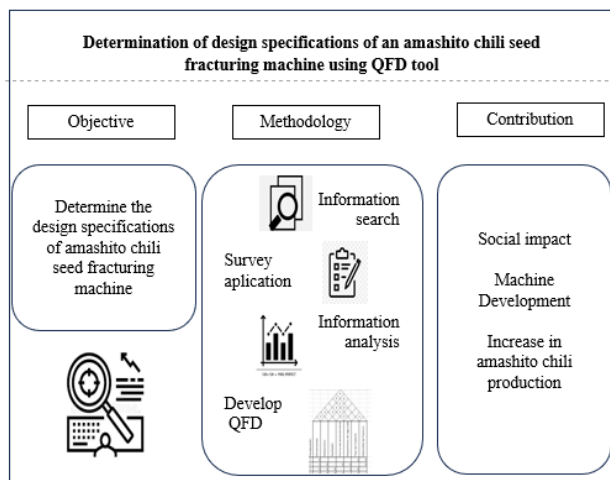 Determination of design specifications of an amashito chili seed
fracturing machine using QFD tool
Objective
Methodology
Contribution
Determine the
design specifications
of amashito chili
seed fracturing
machine
Information
search
Survey
aplication
Information
analysis
Develop
QFD
Social impact
Machine
Development
Increase in
amashito chili
production